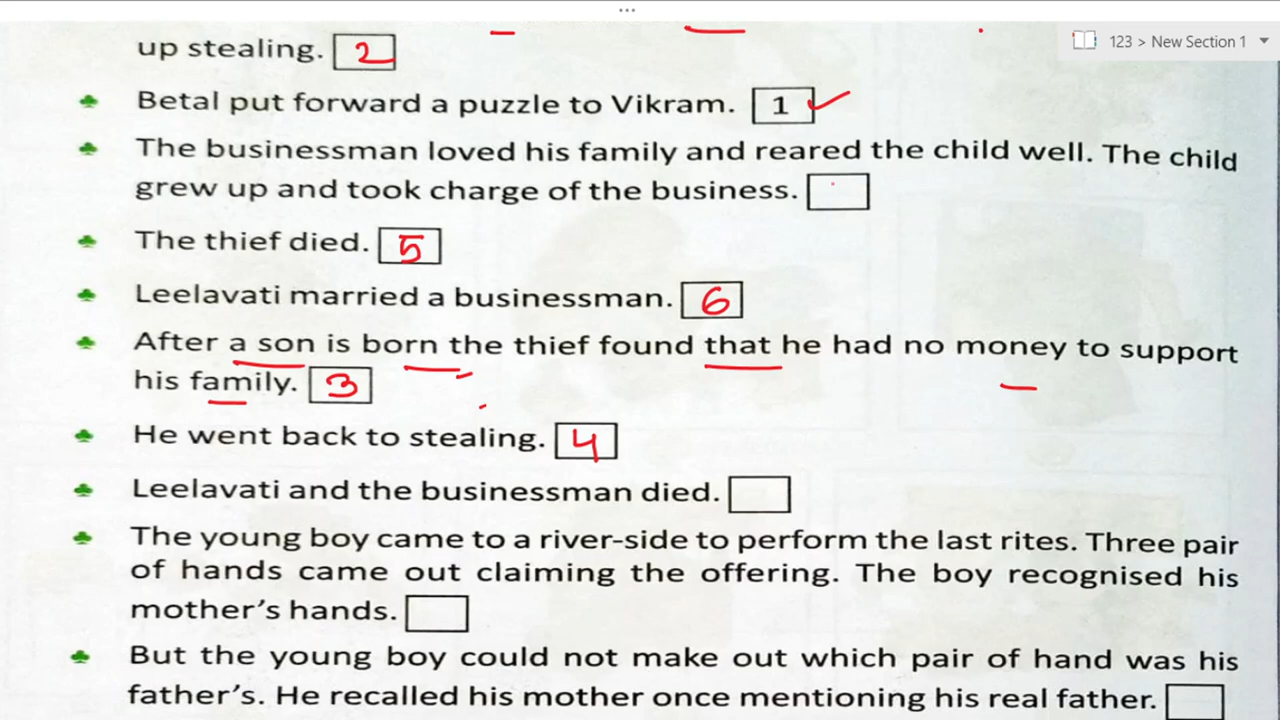 ...
123 > New Section 1
up stealing. 2
Betal put forward a puzzle to Vikram. 1
The businessman loved his family and reared the child well. The child
grew up and took charge of the business.
The thief died. 5
Leelavati married a businessman. 6
After a son is born the thief found that he had no money to support
his family. 3
He went back to stealing. 4
Leelavati and the businessman died.
The young boy came to a river-side to perform the last rites. Three pair
of hands came out claiming the offering. The boy recognised his
mother's hands.
But the young boy could not make out which pair of hand was his
father's. He recalled his mother once mentioning his real father.